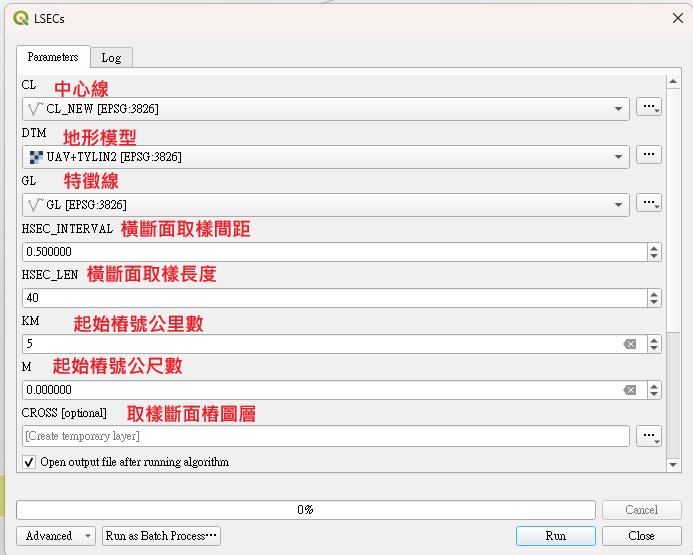 LSECs
Parameters
Log
CL 中心線
CL_NEW [EPSG:3826]
DTM 地形模型
UAV+TYLIN2 [EPSG:3826]
GL 特徵線
GL [EPSG:3826]
HSEC_INTERVAL 橫斷面取樣間距
0.500000
HSEC_LEN 橫斷面取樣長度
40
KM 起始樁號公里數
5
M 起始樁號公尺數
0.000000
CROSS [optional] 取樣斷面樁圖層
[Create temporary layer]
Open output file after running algorithm
0%
Cancel
Advanced
Run as Batch Process…
Run
Close